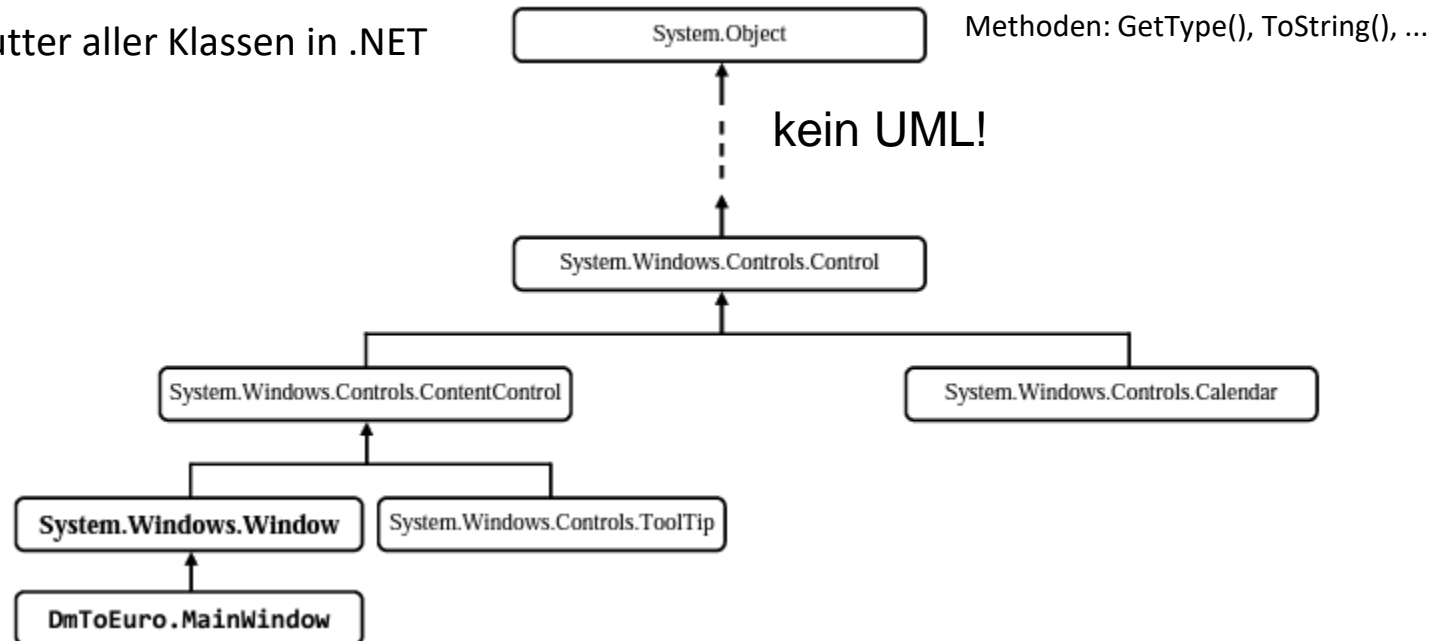 utter aller Klassen in .NET
System.Object
Methoden: GetType(), ToString(), ...
kein UML!
System.Windows.Controls.Control
System.Windows.Controls.ContentControl
System.Windows.Controls.Calendar
System.Windows.Window
System.Windows.Controls.ToolTip
DmToEuro.MainWindow